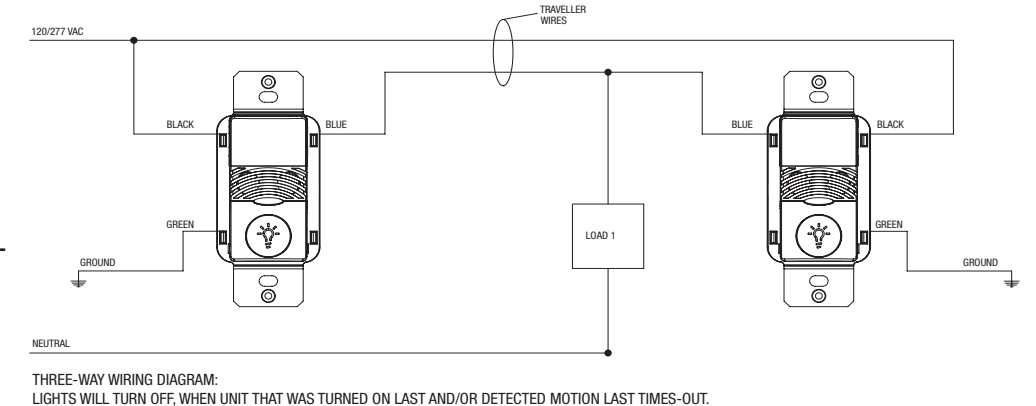 TRAVELLER
WIRES
120/277 VAC
BLACK
BLUE
BLUE
BLACK
GREEN
LOAD 1
GREEN
GROUND
GROUND
NEUTRAL
THREE-WAY WIRING DIAGRAM:
LIGHTS WILL TURN OFF, WHEN UNIT THAT WAS TURNED ON LAST AND/OR DETECTED MOTION LAST TIMES-OUT.